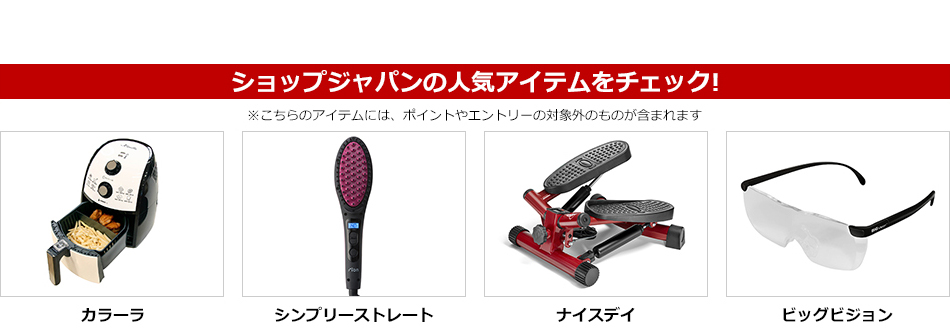 ショップジャパンの人気アイテムをチェック!
※こちらのアイテムには、ポイントやエントリーの対象外のものが含まれます
カラーラ
シンプリーストレート
ナイスデイ
ビッグビジョン